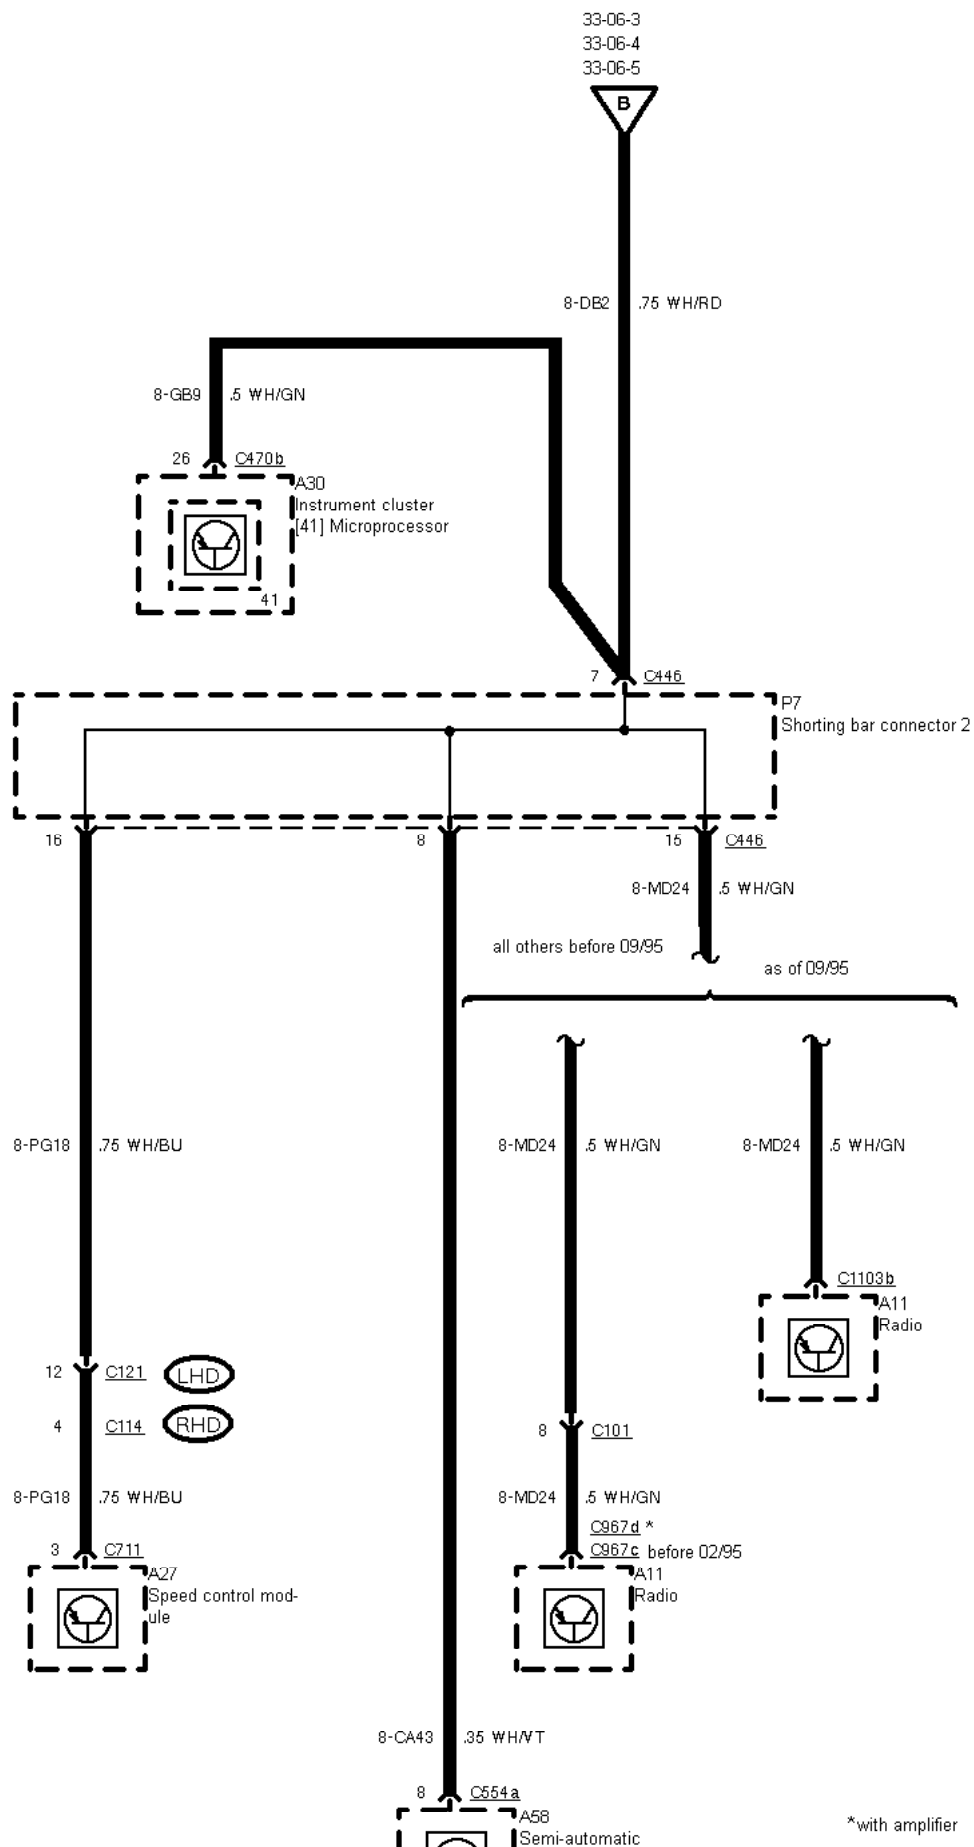 33-06-3
33-06-4
33-06-5
B
8-DB2 .75 WH/RD
8-GB9 .5 WH/GN
26 C470b
A30
Instrument cluster
[41] Microprocessor
41
7 C446
P7
Shorting bar connector 2
16 8 15 C446
8-MD24 .5 WH/GN
all others before 09/95
as of 09/95
8-PG18 .75 WH/BU 8-MD24 .5 WH/GN 8-MD24 .5 WH/GN
C1103b
A11
Radio
12 C121 LHD
4 C114 RHD
8 C101
8-PG18 .75 WH/BU 8-MD24 .5 WH/GN
C967d *
3 C711 C967c before 02/95
A27
Speed control mod-
ule
A11
Radio
8-CA43 .35 WH/VT
8 C554a
A58
Semi-automatic
*with amplifier